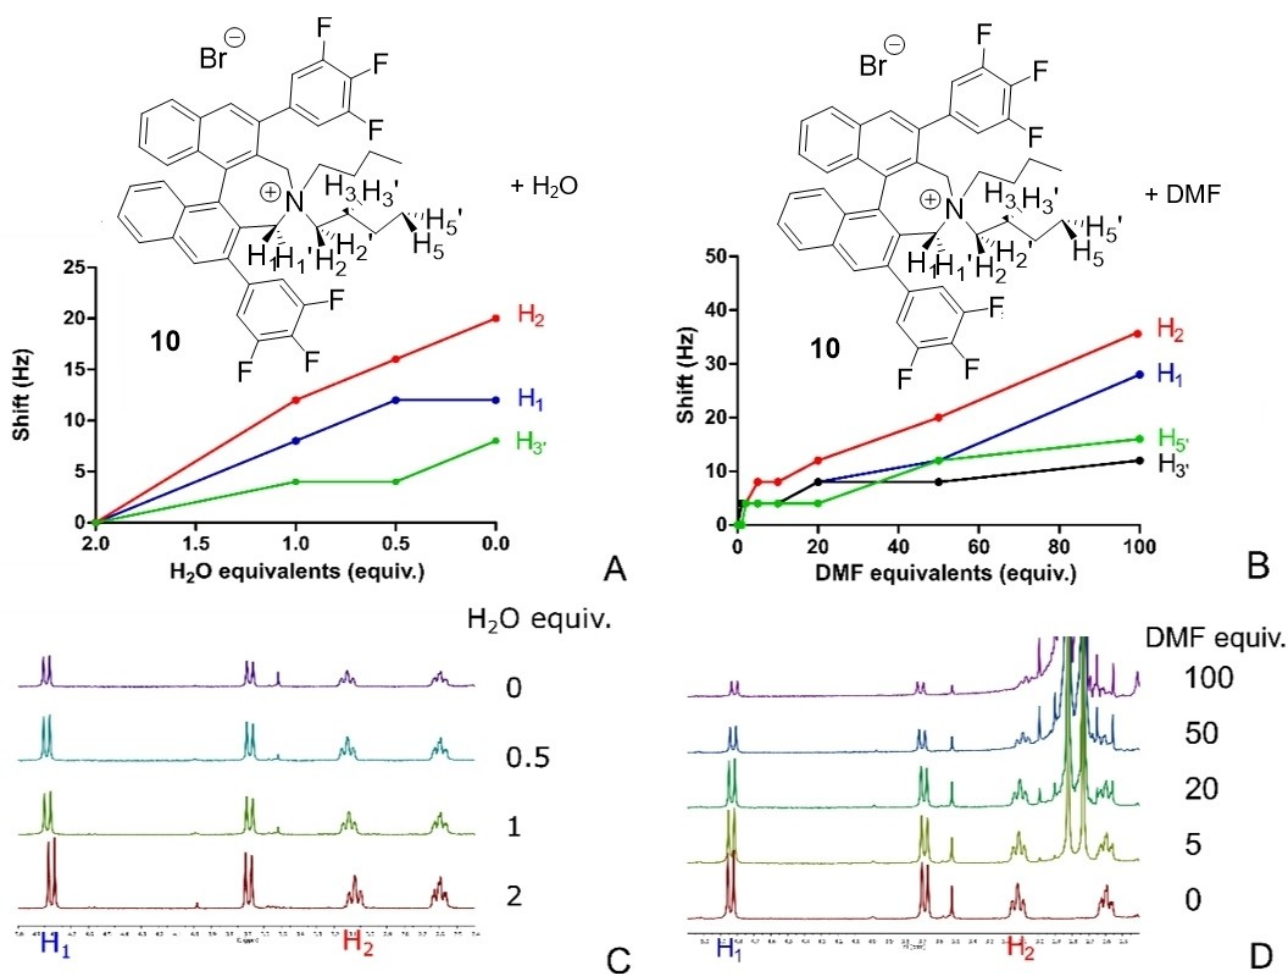 Br⊖
F
F
F
⊕
N
H3
H3'
H1
H1'
H2
H2'
H5'
H5
F
F
F
+ H2O
10
25
20
15
10
5
0
Shift (Hz)
2.0 1.5 1.0 0.5 0.0
H2O equivalents (equiv.)
H2
H1
H3'
A
Br⊖
F
F
F
⊕
N
H3
H3'
H1
H1'
H2
H2'
H5'
H5
F
F
F
+ DMF
10
50
40
30
20
10
0
Shift (Hz)
0 20 40 60 80 100
DMF equivalents (equiv.)
H2
H1
H5'
H3'
B
H2O equiv.
0
0.5
1
2
H1
H2
C
DMF equiv.
100
50
20
5
0
H1
H2
D